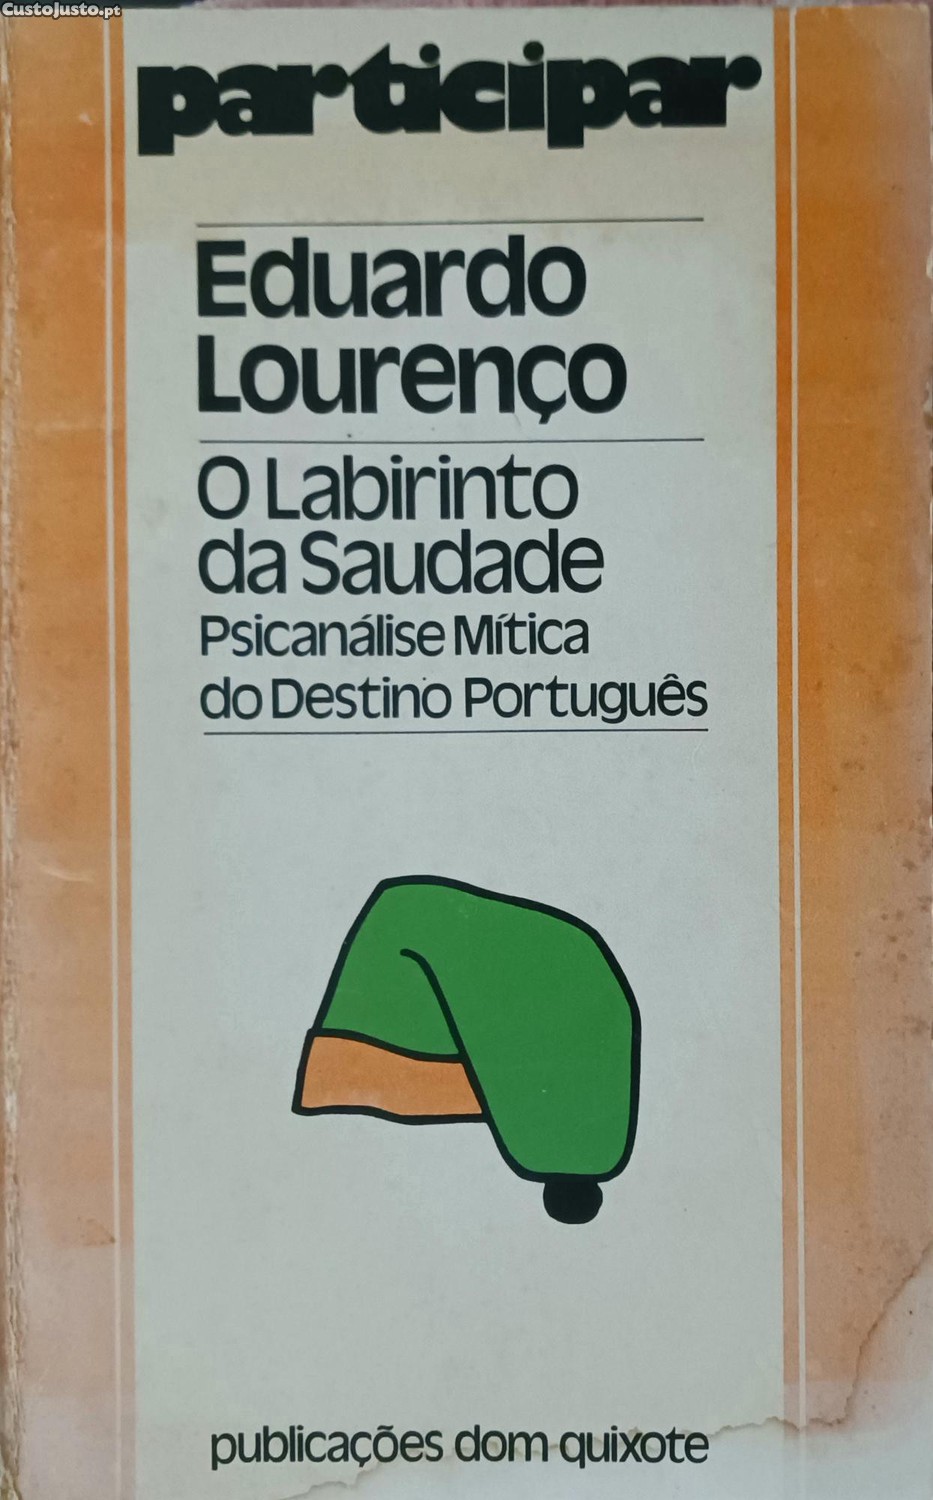 CustoJusto.pt
participar
Eduardo
Lourenço
O Labirinto
da Saudade
Psicanálise Mítica
do Destino Português
publicações dom quixote